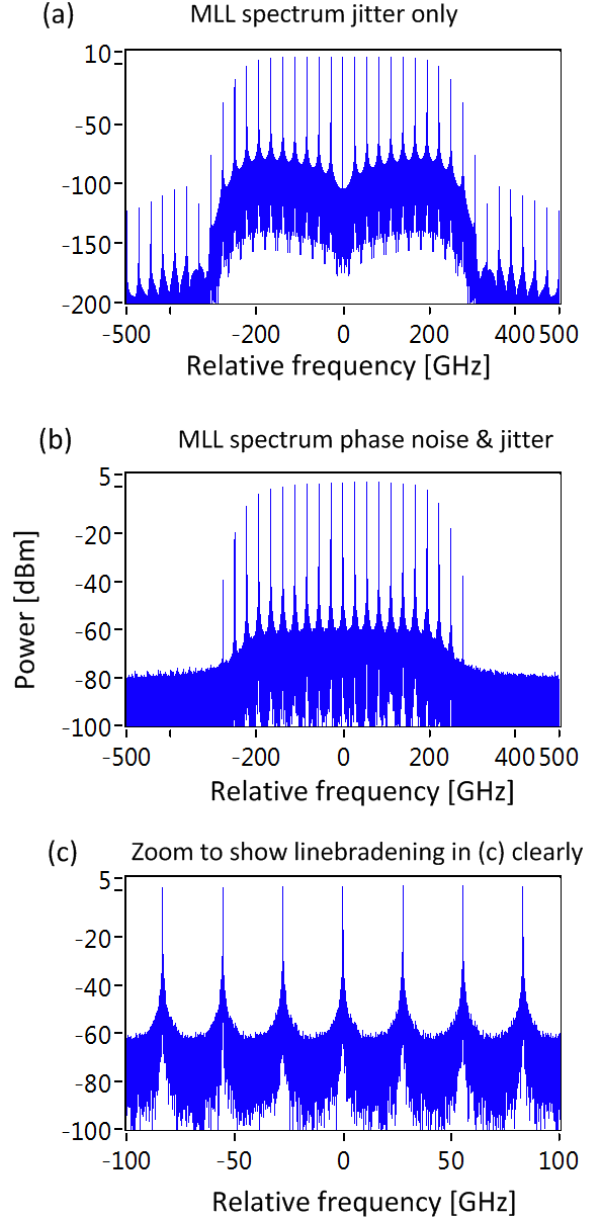 (a) MLL spectrum jitter only
10
-50
-100
-150
-200
-500 -200 0 200 400 500
Relative frequency [GHz]
(b) MLL spectrum phase noise & jitter
5
-20
-40
-60
-80
-100
Power [dBm]
-500 -200 0 200 400 500
Relative frequency [GHz]
(c) Zoom to show linebradening in (c) clearly
5
-20
-40
-60
-80
-100
-100 -50 0 50 100
Relative frequency [GHz]